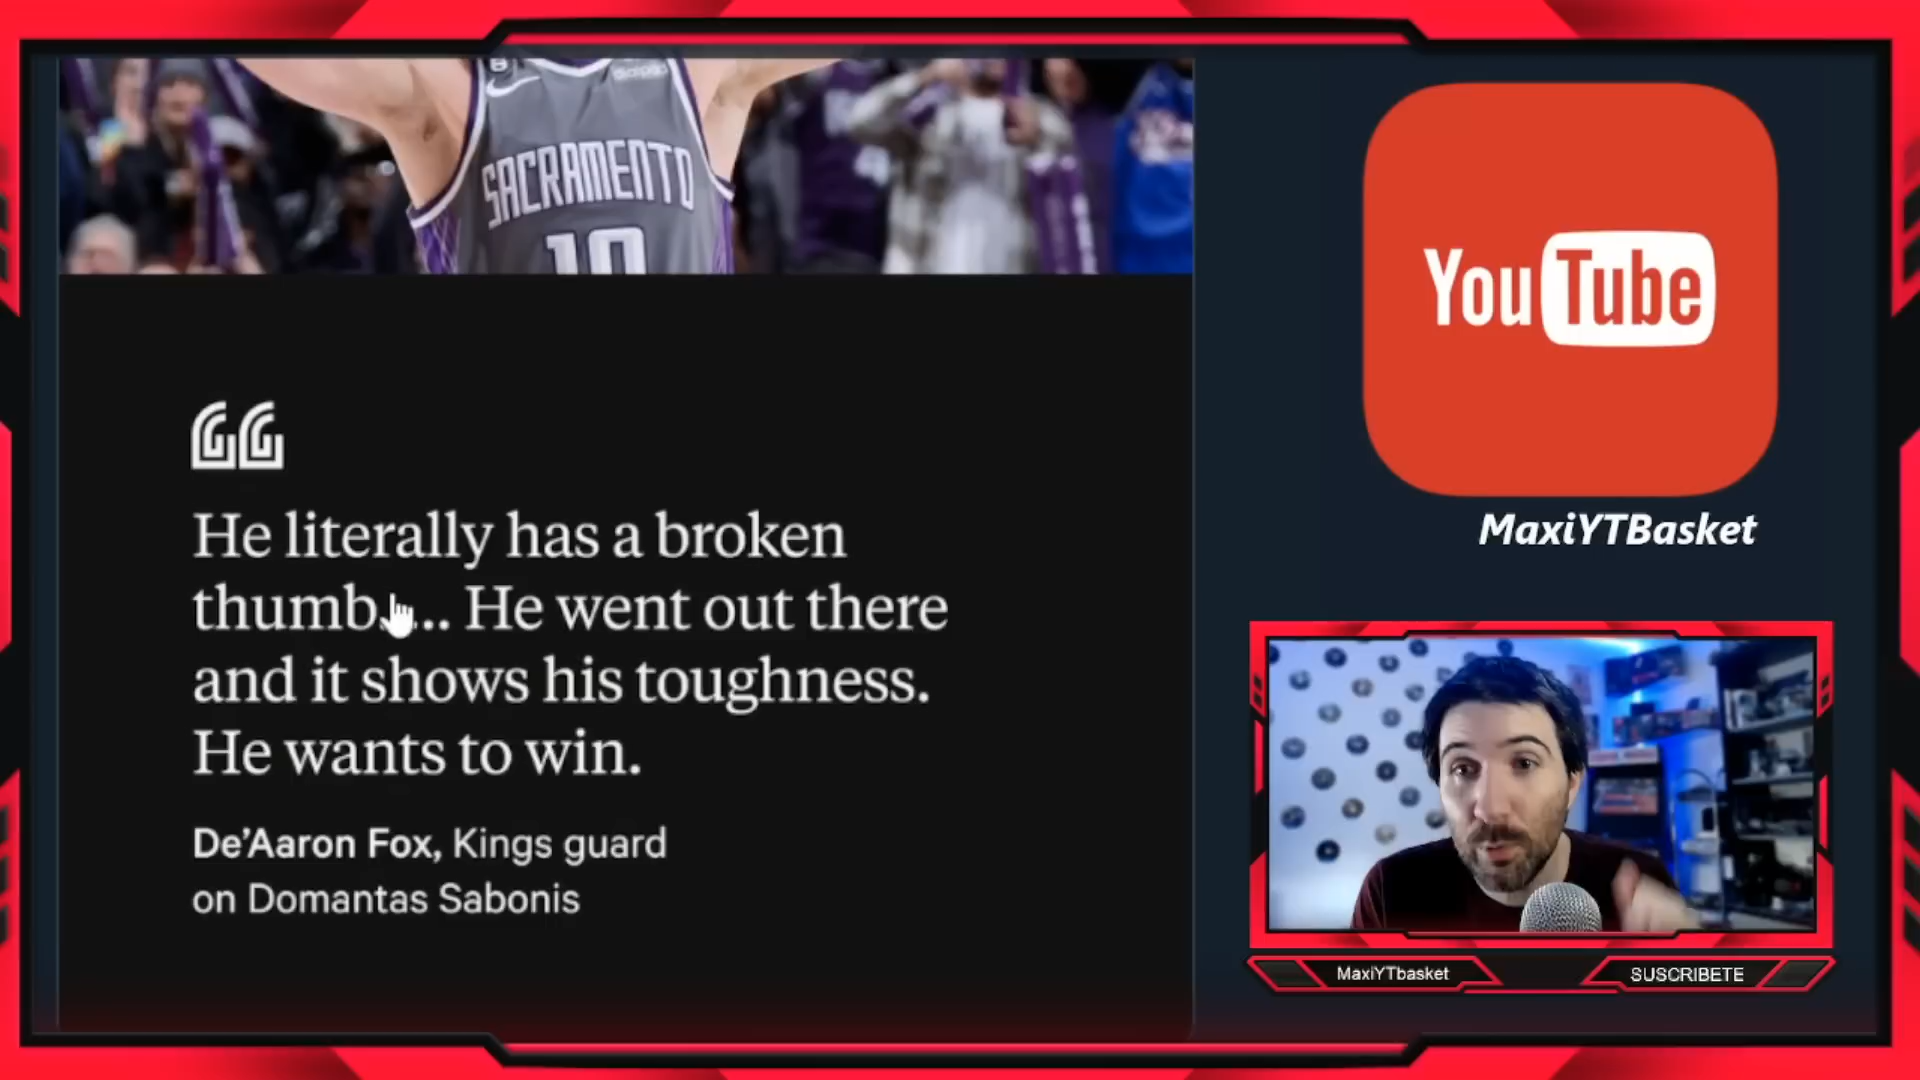 SACRAMENTO
10
He literally has a broken
thumb.... He went out there
and it shows his toughness.
He wants to win.
De'Aaron Fox, Kings guard
on Domantas Sabonis
YouTube
MaxiYTBasket
MaxiYTbasket
SUSCRIBETE